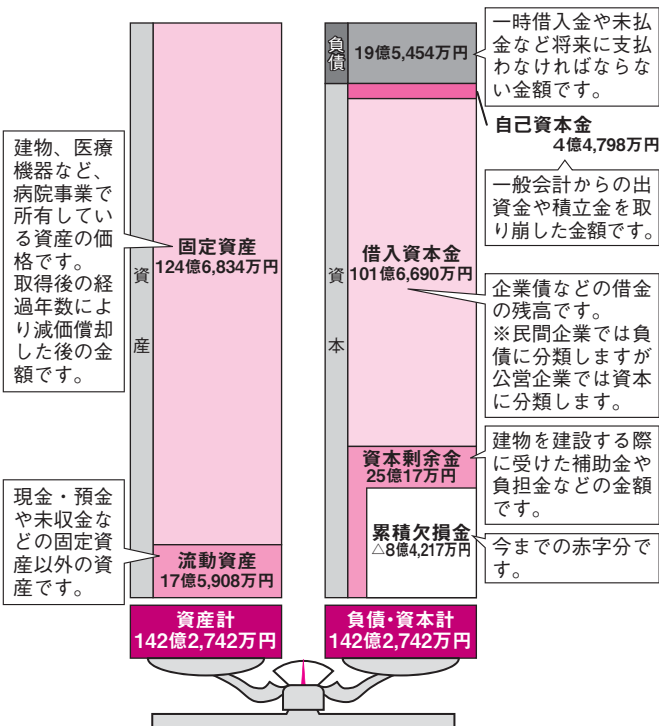 建物、医療
機器など、
病院事業で
所有してい
る資産の価
格です。
取得後の経
過年数によ
り減価償却
した後の金
額です。
現金・預金
や未収金な
どの固定資
産以外の資
産です。
資
産
固定資産
124億6,834万円
流動資産
17億5,908万円
資産計
142億2,742万円
負債
19億5,454万円
一時借入金や未払
金など将来に支払
わなければならな
い金額です。
自己資本金
4億4,798万円
一般会計からの出
資金や積立金を取
り崩した金額です。
資
本
借入資本金
101億6,690万円
企業債などの借金
の残高です。
※民間企業では負
債に分類しますが
公営企業では資本
に分類します。
資本剰余金
25億17万円
建物を建設する際
に受けた補助金や
負担金などの金額
です。
累積欠損金
△8億4,217万円
今までの赤字分で
す。
負債・資本計
142億2,742万円